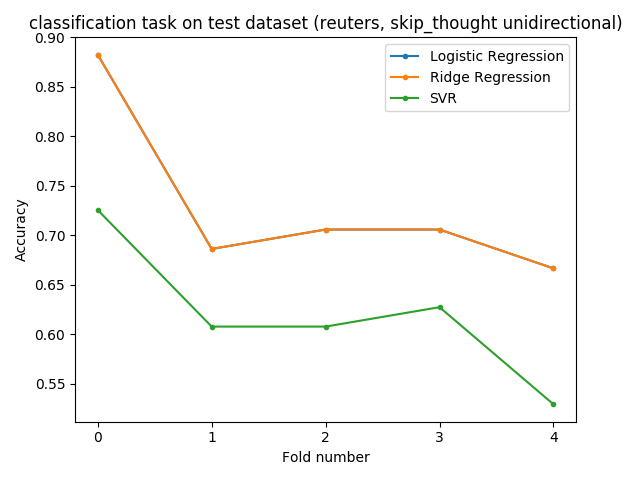 classification task on test dataset (reuters, skip_thought unidirectional)
Logistic Regression
Ridge Regression
SVR
Accuracy
0.90
0.85
0.80
0.75
0.70
0.65
0.60
0.55
0 1 2 3 4
Fold number